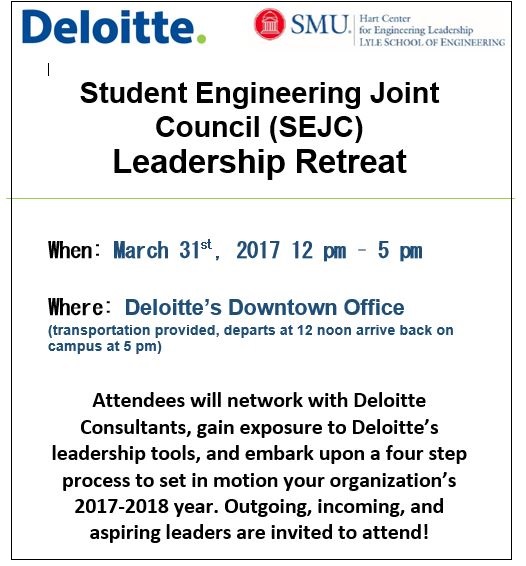 Deloitte.
SMU.
Hart Center
for Engineering Leadership
LYLE SCHOOL OF ENGINEERING
Student Engineering Joint
Council (SEJC)
Leadership Retreat
When: March 31st, 2017 12 pm – 5 pm
Where: Deloitte’s Downtown Office
(transportation provided, departs at 12 noon arrive back on
campus at 5 pm)
Attendees will network with Deloitte
Consultants, gain exposure to Deloitte’s
leadership tools, and embark upon a four step
process to set in motion your organization’s
2017-2018 year. Outgoing, incoming, and
aspiring leaders are invited to attend!